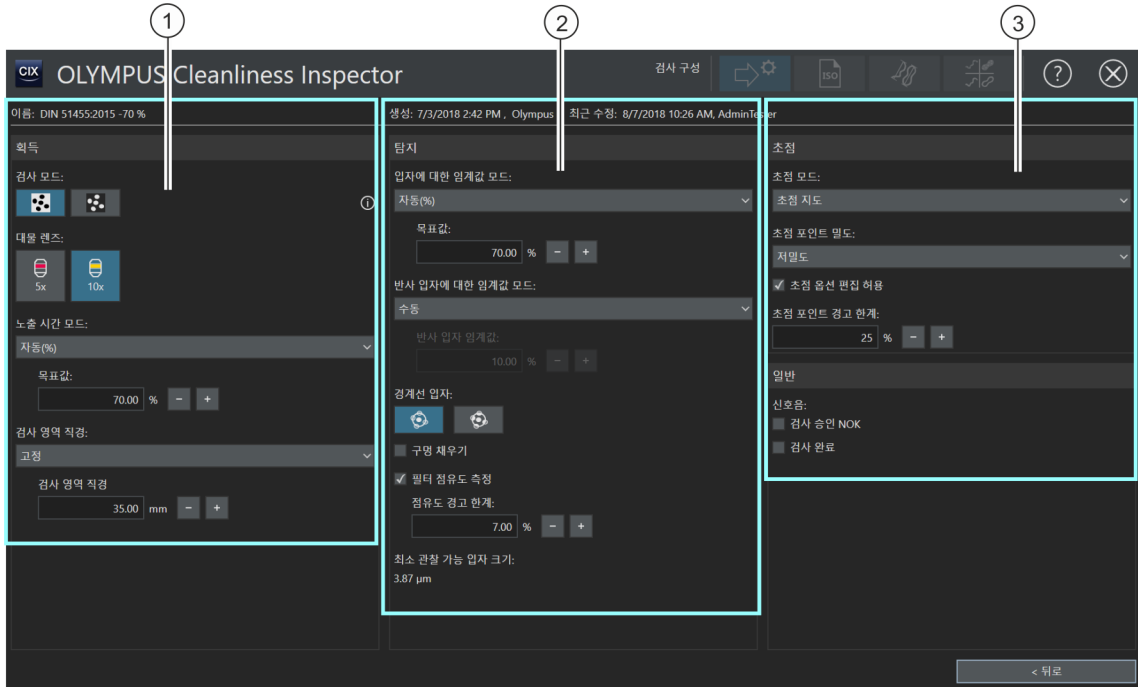 1
2
3
CIX OLYMPUS Cleanliness Inspector
검사 구성
ISO
?
이름: DIN 51455:2015 -70 %
생성: 7/3/2018 2:42 PM , Olympus
최근 수정: 8/7/2018 10:26 AM, AdminTester
획득
검사 모드:
대물 렌즈:
5x
10x
노출 시간 모드:
자동(%)
목표값:
70.00 % - +
검사 영역 직경:
고정
검사 영역 직경
35.00 mm - +
탐지
입자에 대한 임계값 모드:
자동(%)
목표값:
70.00 % - +
반사 입자에 대한 임계값 모드:
수동
반사 입자 임계값:
10.00 % - +
경계선 입자:
구멍 채우기
필터 점유도 측정
점유도 경고 한계:
7.00 % - +
최소 관찰 가능 입자 크기:
3.87 µm
초점
초점 모드:
초점 지도
초점 포인트 밀도:
저밀도
초점 옵션 편집 허용
초점 포인트 경고 한계:
25 % - +
일반
신호음:
검사 승인 NOK
검사 완료
< 뒤로